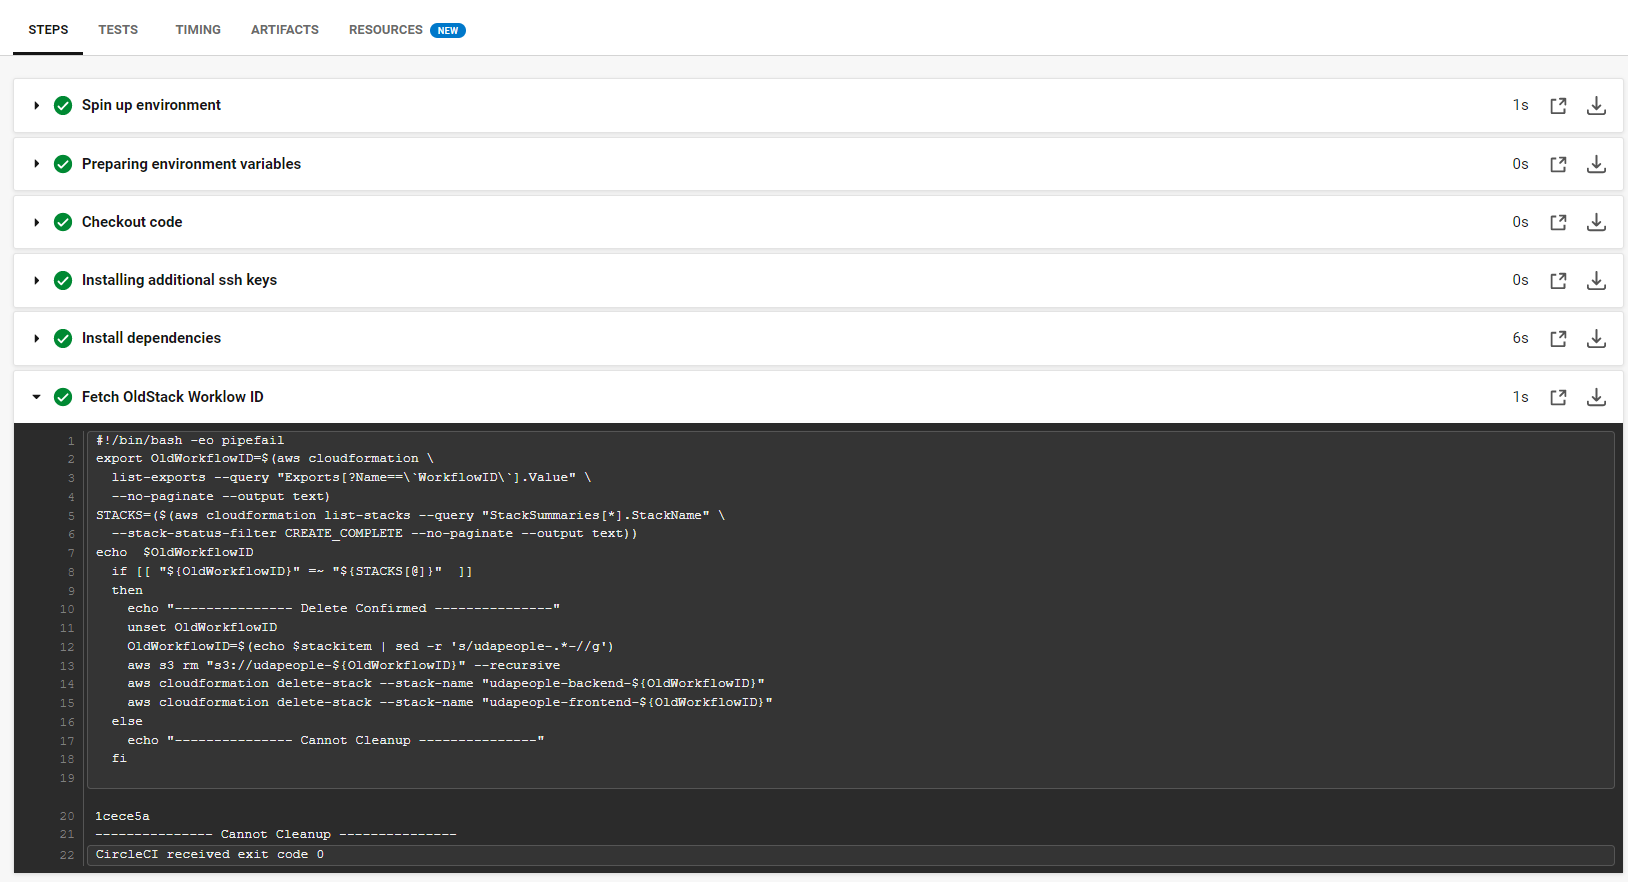 STEPS TESTS TIMING ARTIFACTS RESOURCES NEW
Spin up environment 1s
Preparing environment variables 0s
Checkout code 0s
Installing additional ssh keys 0s
Install dependencies 6s
Fetch OldStack Worklow ID 1s
1 #!/bin/bash -eo pipefail
2 export OldWorkflowID=$(aws cloudformation \
3   list-exports --query "Exports[?Name==\`WorkflowID\`].Value" \
4   --no-paginate --output text)
5 STACKS=($(aws cloudformation list-stacks --query "StackSummaries[*].StackName" \
6   --stack-status-filter CREATE_COMPLETE --no-paginate --output text))
7 echo  $OldWorkflowID
8   if [[ "${OldWorkflowID}" =~ "${STACKS[@]}"  ]]
9   then
10     echo "--------------- Delete Confirmed ---------------"
11     unset OldWorkflowID
12     OldWorkflowID=$(echo $stackitem | sed -r 's/udapeople-.*-//g')
13     aws s3 rm "s3://udapeople-${OldWorkflowID}" --recursive
14     aws cloudformation delete-stack --stack-name "udapeople-backend-${OldWorkflowID}"
15     aws cloudformation delete-stack --stack-name "udapeople-frontend-${OldWorkflowID}"
16   else
17     echo "--------------- Cannot Cleanup ---------------"
18   fi
19
20 1cece5a
21 --------------- Cannot Cleanup ---------------
22 CircleCI received exit code 0